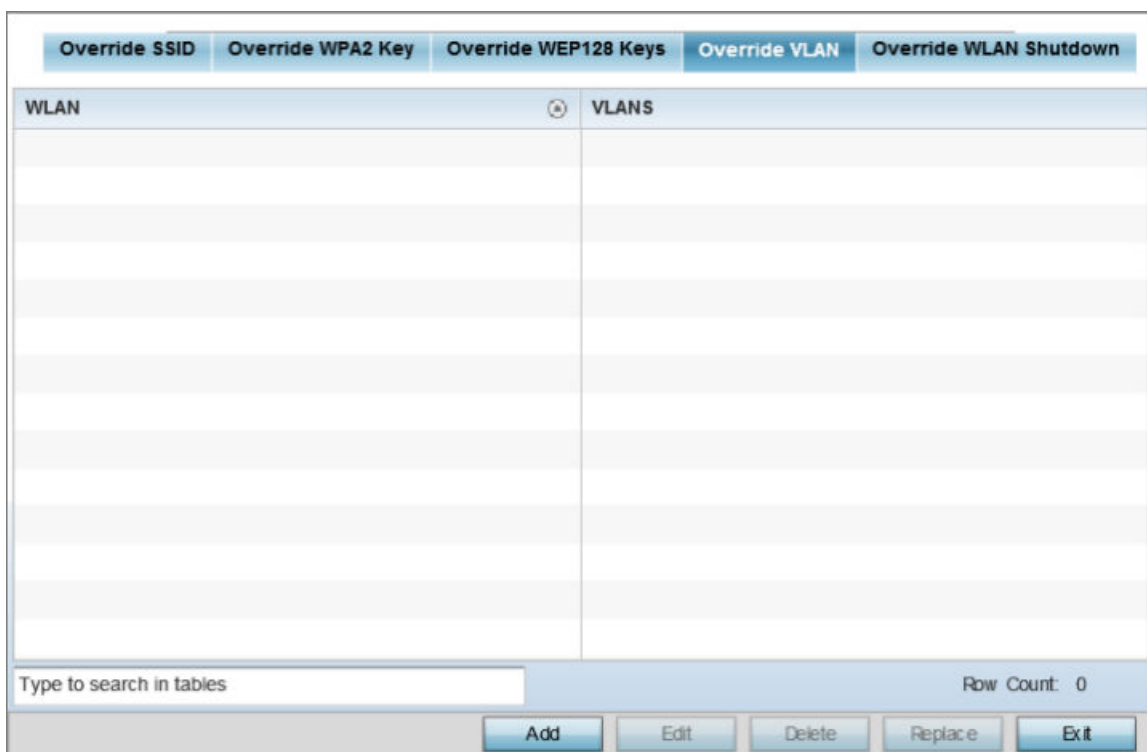 Override SSID Override WPA2 Key Override WEP128 Keys Override VLAN Override WLAN Shutdown
WLAN VLANS
Type to search in tables Row Count: 0
Add Edit Delete Replace Exit